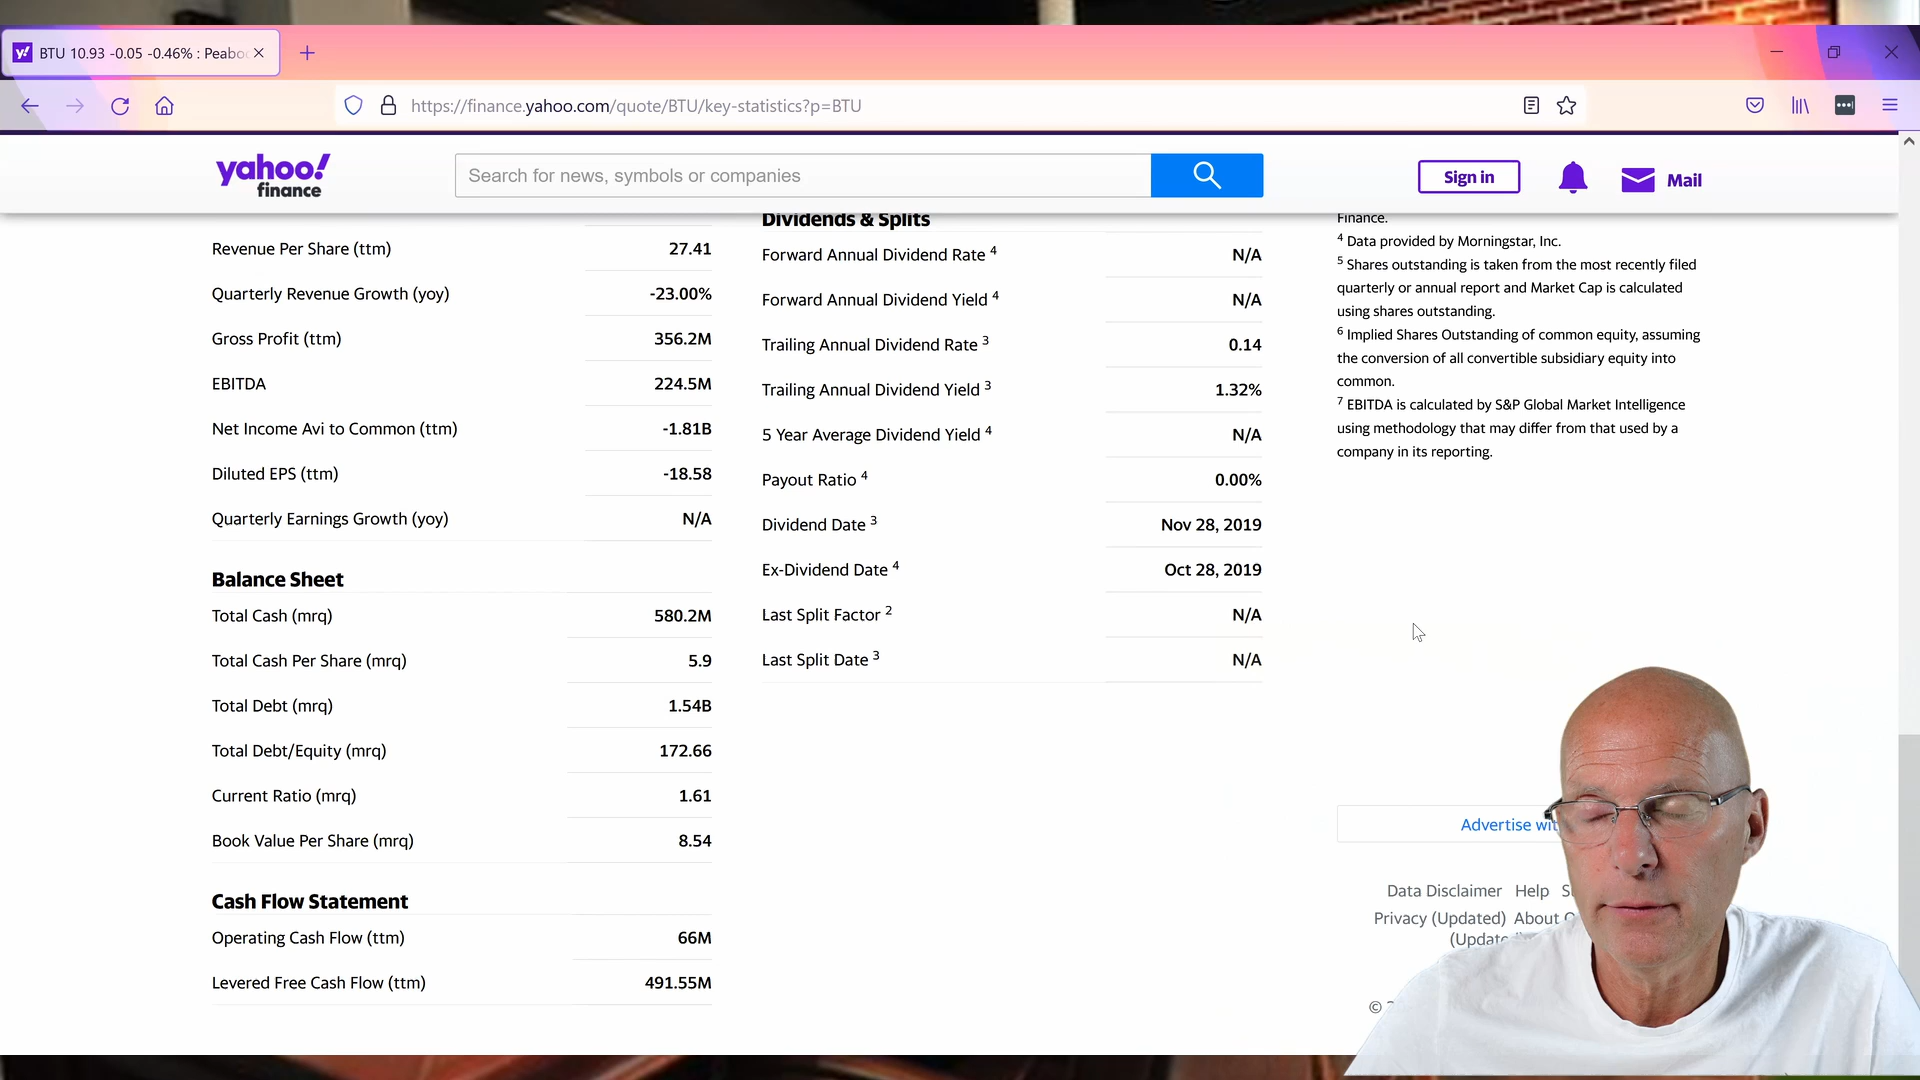 BTU 10.93 -0.05 -0.46% : Peabo
https://finance.yahoo.com/quote/BTU/key-statistics?p=BTU
yahoo!
finance
Search for news, symbols or companies
Sign in
Mail
Revenue Per Share (ttm) 27.41
Quarterly Revenue Growth (yoy) -23.00%
Gross Profit (ttm) 356.2M
EBITDA 224.5M
Net Income Avi to Common (ttm) -1.81B
Diluted EPS (ttm) -18.58
Quarterly Earnings Growth (yoy) N/A
Balance Sheet
Total Cash (mrq) 580.2M
Total Cash Per Share (mrq) 5.9
Total Debt (mrq) 1.54B
Total Debt/Equity (mrq) 172.66
Current Ratio (mrq) 1.61
Book Value Per Share (mrq) 8.54
Cash Flow Statement
Operating Cash Flow (ttm) 66M
Levered Free Cash Flow (ttm) 491.55M
Dividends & Splits
Forward Annual Dividend Rate 4 N/A
Forward Annual Dividend Yield 4 N/A
Trailing Annual Dividend Rate 3 0.14
Trailing Annual Dividend Yield 3 1.32%
5 Year Average Dividend Yield 4 N/A
Payout Ratio 4 0.00%
Dividend Date 3 Nov 28, 2019
Ex-Dividend Date 4 Oct 28, 2019
Last Split Factor 2 N/A
Last Split Date 3 N/A
Finance.
4 Data provided by Morningstar, Inc.
5 Shares outstanding is taken from the most recently filed
quarterly or annual report and Market Cap is calculated
using shares outstanding.
6 Implied Shares Outstanding of common equity, assuming
the conversion of all convertible subsidiary equity into
common.
7 EBITDA is calculated by S&P Global Market Intelligence
using methodology that may differ from that used by a
company in its reporting.
Advertise wit
Data Disclaimer Help
Privacy (Updated) About
(Update
©